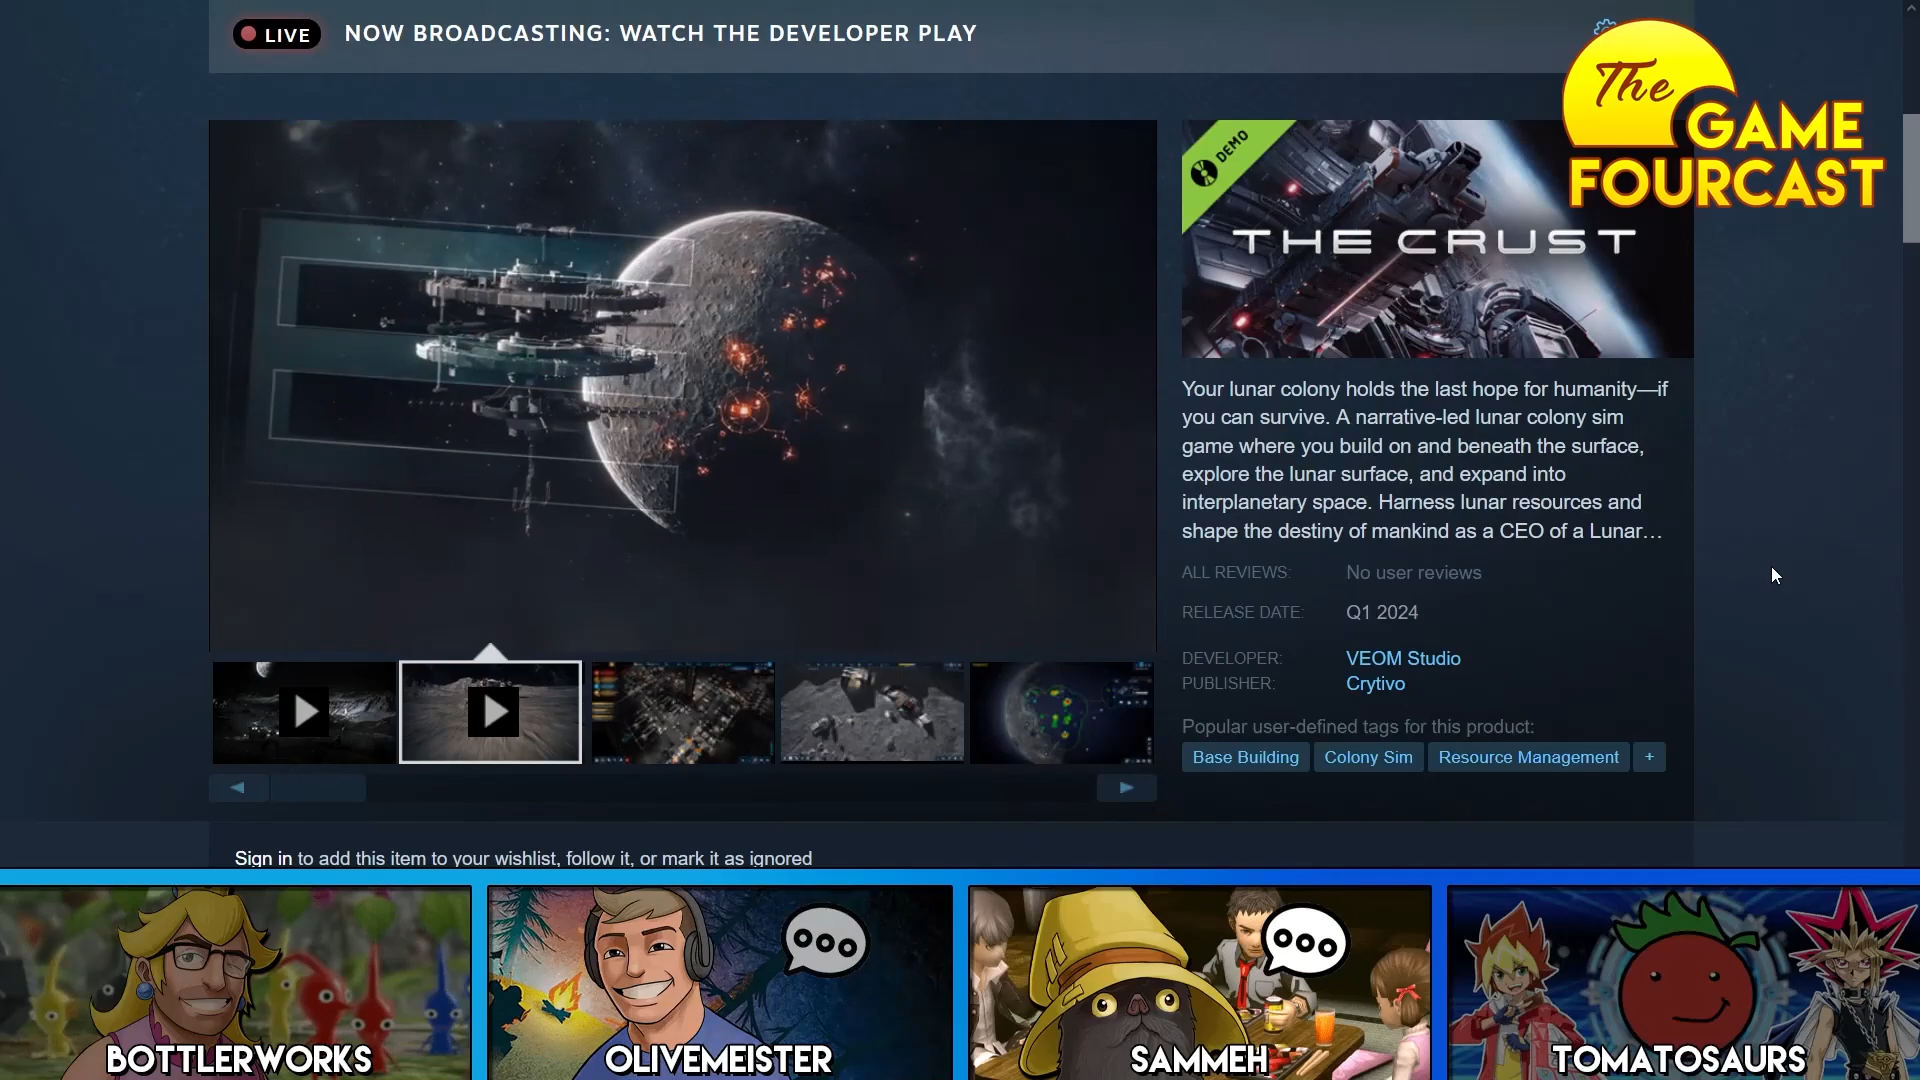 LIVE
NOW BROADCASTING: WATCH THE DEVELOPER PLAY
The
GAME
FOURCAST
DEMO
THE CRUST
Your lunar colony holds the last hope for humanity—if
you can survive. A narrative-led lunar colony sim
game where you build on and beneath the surface,
explore the lunar surface, and expand into
interplanetary space. Harness lunar resources and
shape the destiny of mankind as a CEO of a Lunar…
ALL REVIEWS: No user reviews
RELEASE DATE: Q1 2024
DEVELOPER: VEOM Studio
PUBLISHER: Crytivo
Popular user-defined tags for this product:
Base Building Colony Sim Resource Management +
Sign in to add this item to your wishlist, follow it, or mark it as ignored
BOTTLERWORKS
OLIVEMEISTER
SAMMEH
TOMATOSAURS